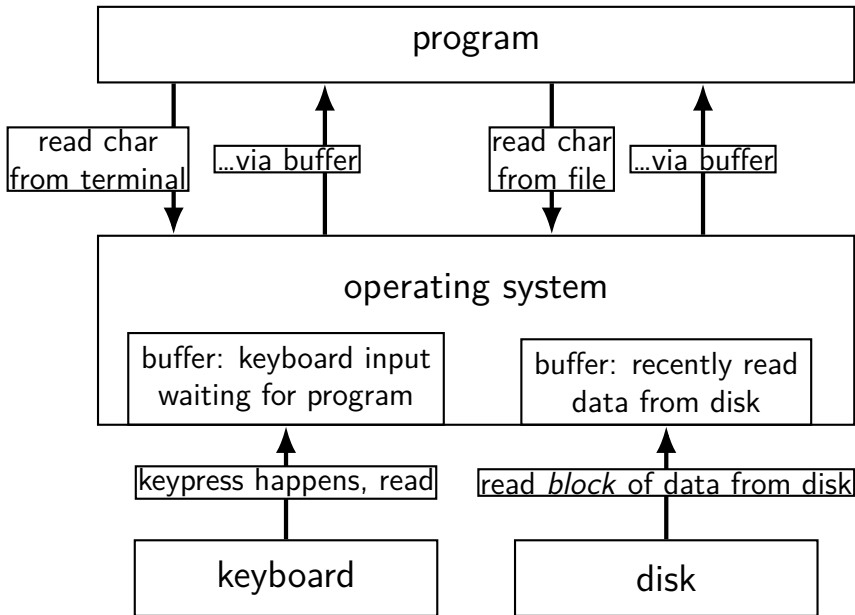 program
read char
from terminal
...via buffer
read char
from file
...via buffer
operating system
buffer: keyboard input
waiting for program
buffer: recently read
data from disk
keypress happens, read
read block of data from disk
keyboard
disk